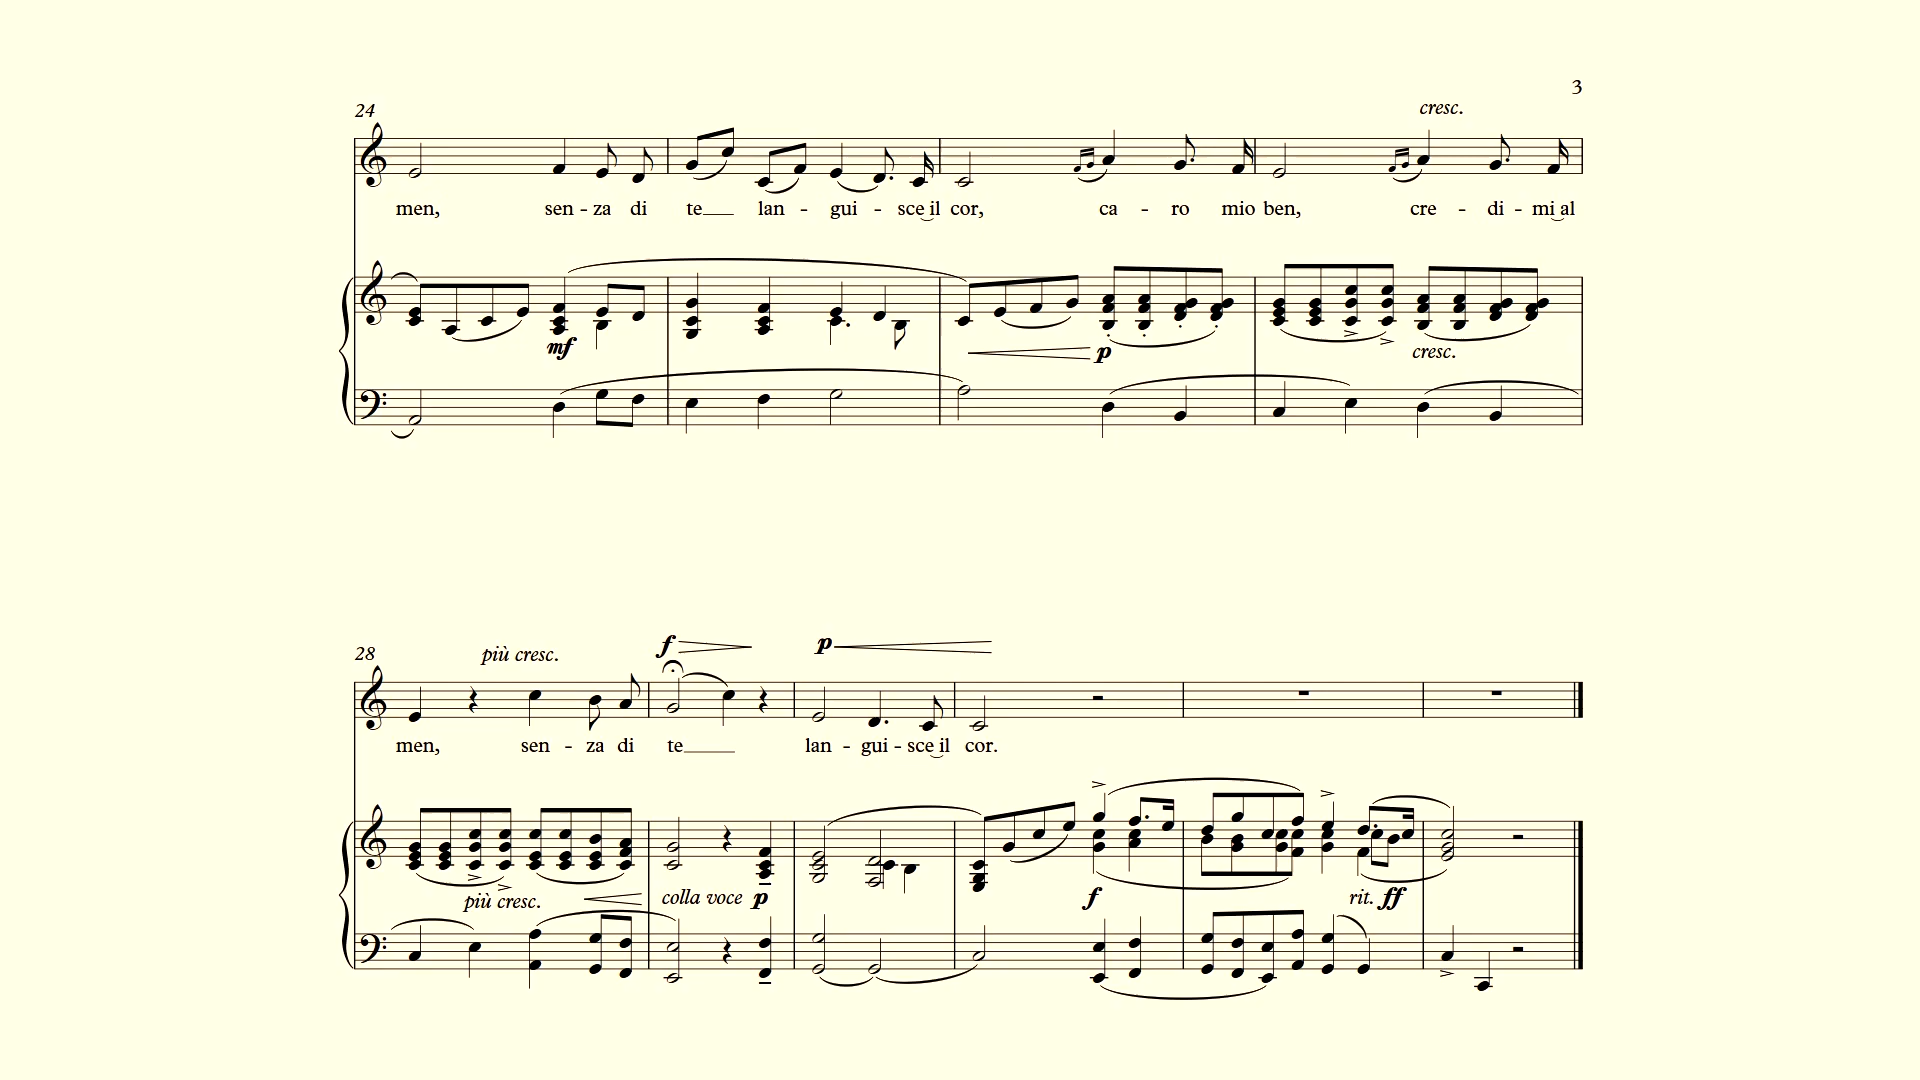 3
24
cresc.
men, sen - za di te lan - gui - sce il cor, ca - ro mio ben, cre - di - mi al
mf
p
cresc.
28
più cresc.
f
p
men, sen - za di te lan - gui - sce il cor.
più cresc.
colla voce p
f
rit. ff